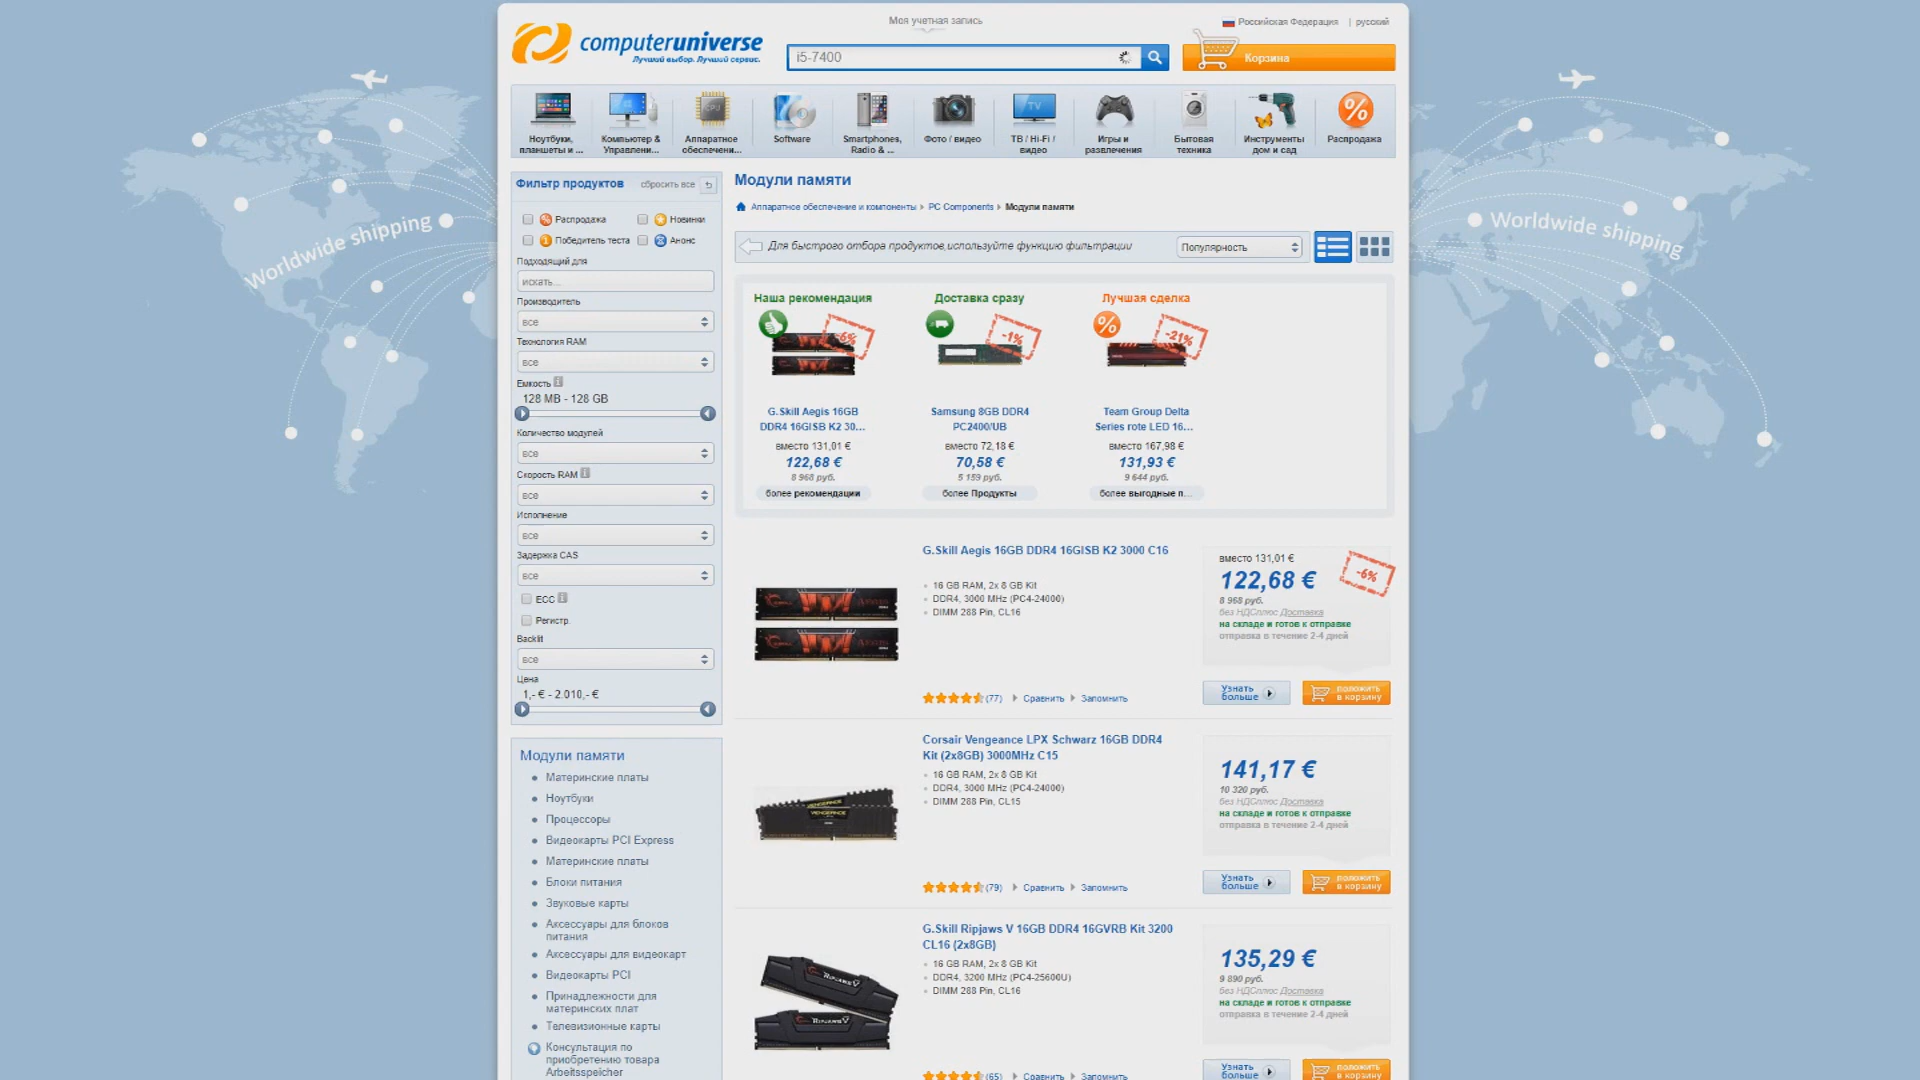 Моя учетная запись
Российская Федерация | русский
computeruniverse
Лучший выбор. Лучший сервис.
i5-7400
Корзина
CPU
TV
%
Ноутбуки, планшеты и ...
Компьютер & Управлени...
Аппаратное обеспечени...
Software
Smartphones, Radio & ...
Фото / видео
ТВ / Hi-Fi / видео
Игры и развлечения
Бытовая техника
Инструменты дом и сад
Распродажа
Worldwide shipping
Worldwide shipping
Фильтр продуктов
сбросить все
Распродажа
Новинки
Победитель теста
Анонс
Подходящий для
искать...
Производитель
все
Технология RAM
все
Емкость
128 MB - 128 GB
Количество модулей
все
Скорость RAM
все
Исполнение
все
Задержка CAS
все
ECC
Регистр.
Backlit
все
Цена
1,- € - 2.010,- €
Модули памяти
Материнские платы
Ноутбуки
Процессоры
Видеокарты PCI Express
Материнские платы
Блоки питания
Звуковые карты
Аксессуары для блоков
питания
Аксессуары для видеокарт
Видеокарты PCI
Принадлежности для
материнских плат
Телевизионные карты
Консультация по
приобретению товара
Arbeitsspeicher
Модули памяти
Аппаратное обеспечение и компоненты PC Components Модули памяти
Для быстрого отбора продуктов,используйте функцию фильтрации
Популярность
Наша рекомендация
-6%
G.Skill Aegis 16GB
DDR4 16GISB K2 30...
вместо 131,01 €
122,68 €
8 968 руб.
более рекомендации
Доставка сразу
-1%
Samsung 8GB DDR4
PC2400/UB
вместо 72,18 €
70,58 €
5 159 руб.
более Продукты
Лучшая сделка
%
-21%
Team Group Delta
Series rote LED 16...
вместо 167,98 €
131,93 €
9 644 руб.
более выгодные п...
G.Skill Aegis 16GB DDR4 16GISB K2 3000 C16
16 GB RAM, 2x 8 GB Kit
DDR4, 3000 MHz (PC4-24000)
DIMM 288 Pin, CL16
(77) Сравнить Запомнить
вместо 131,01 €
122,68 €
-6%
8 968 руб.
без НДСплюс Доставка
на складе и готов к отправке
отправка в течение 2-4 дней
Узнать больше
положить в корзину
Corsair Vengeance LPX Schwarz 16GB DDR4
Kit (2x8GB) 3000MHz C15
VENGEANCE
VENGEANCE
16 GB RAM, 2x 8 GB Kit
DDR4, 3000 MHz (PC4-24000)
DIMM 288 Pin, CL15
(79) Сравнить Запомнить
141,17 €
10 320 руб.
без НДСплюс Доставка
на складе и готов к отправке
отправка в течение 2-4 дней
Узнать больше
положить в корзину
G.Skill Ripjaws V 16GB DDR4 16GVRB Kit 3200
CL16 (2x8GB)
RIPJAWS V
RIPJAWS V
16 GB RAM, 2x 8 GB Kit
DDR4, 3200 MHz (PC4-25600U)
DIMM 288 Pin, CL16
(65) Сравнить Запомнить
135,29 €
9 890 руб.
без НДСплюс Доставка
на складе и готов к отправке
отправка в течение 2-4 дней
Узнать больше
положить в корзину